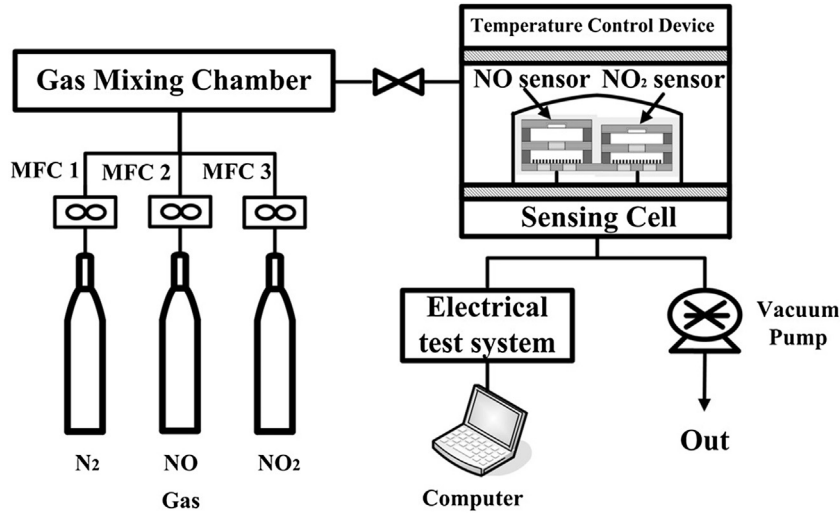 Temperature Control Device
Gas Mixing Chamber
NO sensor NO₂ sensor
MFC 1 MFC 2 MFC 3
Sensing Cell
Electrical
test system
Vacuum
Pump
Out
N₂ NO NO₂
Gas
Computer